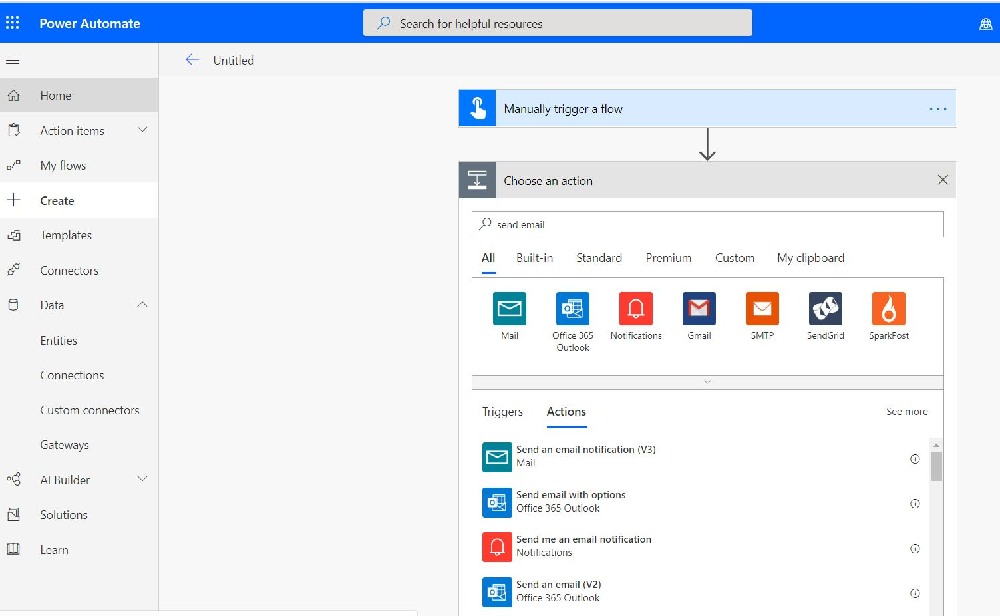 Power Automate
Search for helpful resources
Untitled
Home
Action items
My flows
Create
Templates
Connectors
Data
Entities
Connections
Custom connectors
Gateways
AI Builder
Solutions
Learn
Manually trigger a flow
Choose an action
send email
All Built-in Standard Premium Custom My clipboard
Mail
Office 365
Outlook
Notifications
Gmail
SMTP
SendGrid
SparkPost
Triggers Actions See more
Send an email notification (V3)
Mail
Send email with options
Office 365 Outlook
Send me an email notification
Notifications
Send an email (V2)
Office 365 Outlook